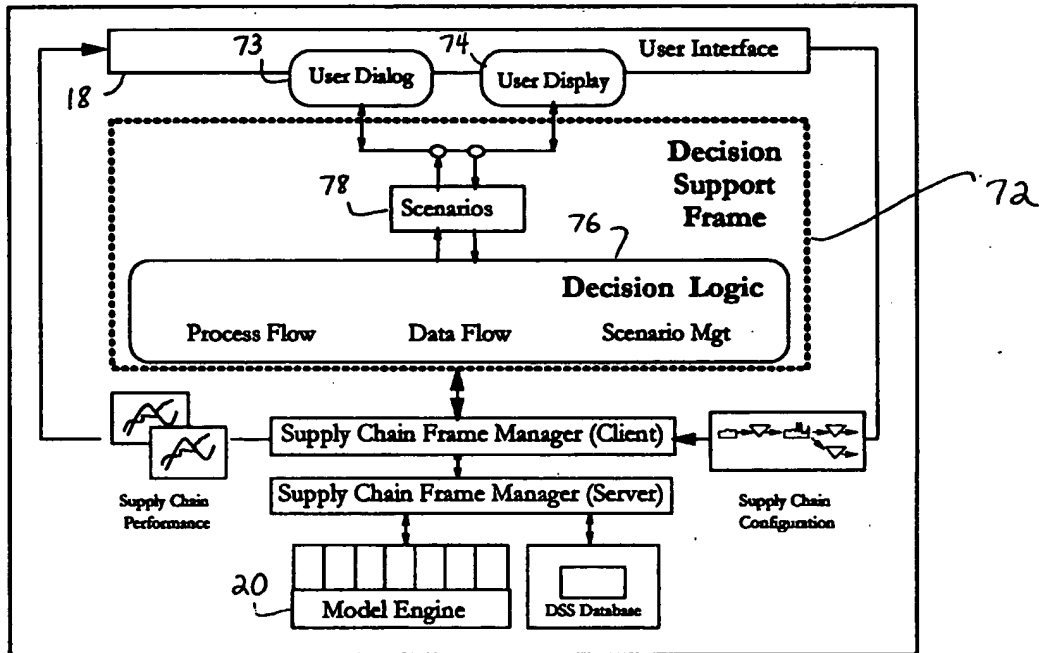 User Interface
73
74
User Dialog
User Display
18
Decision
Support
Frame
72
78
Scenarios
76
Decision Logic
Process Flow
Data Flow
Scenario Mgt
Supply Chain Frame Manager (Client)
Supply Chain Frame Manager (Server)
Supply Chain
Performance
Supply Chain
Configuration
20
Model Engine
DSS Database